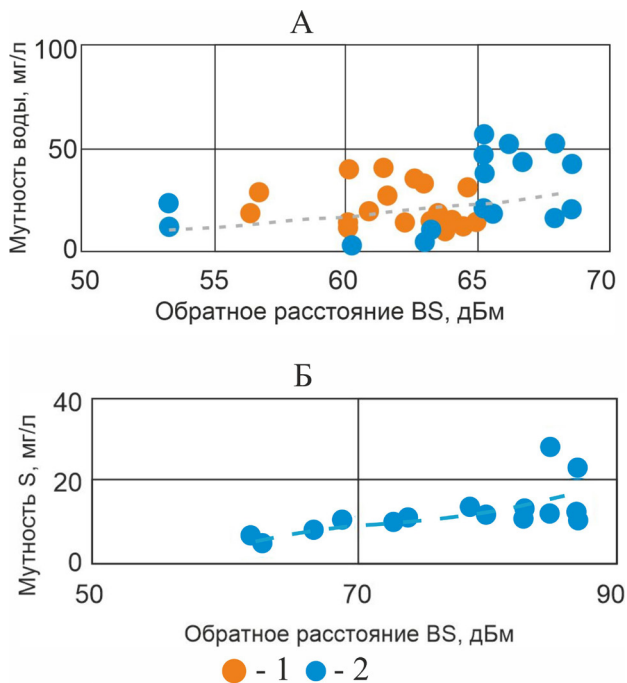 А
Мутность воды, мг/л
100
50
0
50 55 60 65 70
Обратное расстояние BS, дБм
Б
Мутность S, мг/л
40
20
0
50 70 90
Обратное расстояние BS, дБм
- 1 - 2